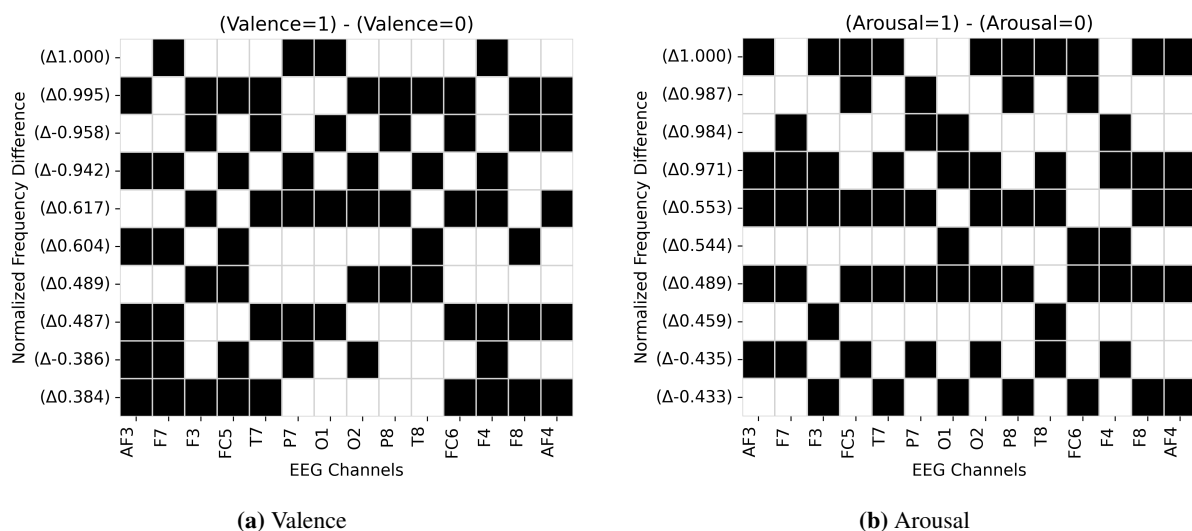 (Valence=1) - (Valence=0)
Normalized Frequency Difference
(Δ1.000)
(Δ0.995)
(Δ-0.958)
(Δ-0.942)
(Δ0.617)
(Δ0.604)
(Δ0.489)
(Δ0.487)
(Δ-0.386)
(Δ0.384)
AF3 F7 F3 FC5 T7 P7 O1 O2 P8 T8 FC6 F4 F8 AF4
EEG Channels
(a) Valence
(Arousal=1) - (Arousal=0)
Normalized Frequency Difference
(Δ1.000)
(Δ0.987)
(Δ0.984)
(Δ0.971)
(Δ0.553)
(Δ0.544)
(Δ0.489)
(Δ0.459)
(Δ-0.435)
(Δ-0.433)
AF3 F7 F3 FC5 T7 P7 O1 O2 P8 T8 FC6 F4 F8 AF4
EEG Channels
(b) Arousal